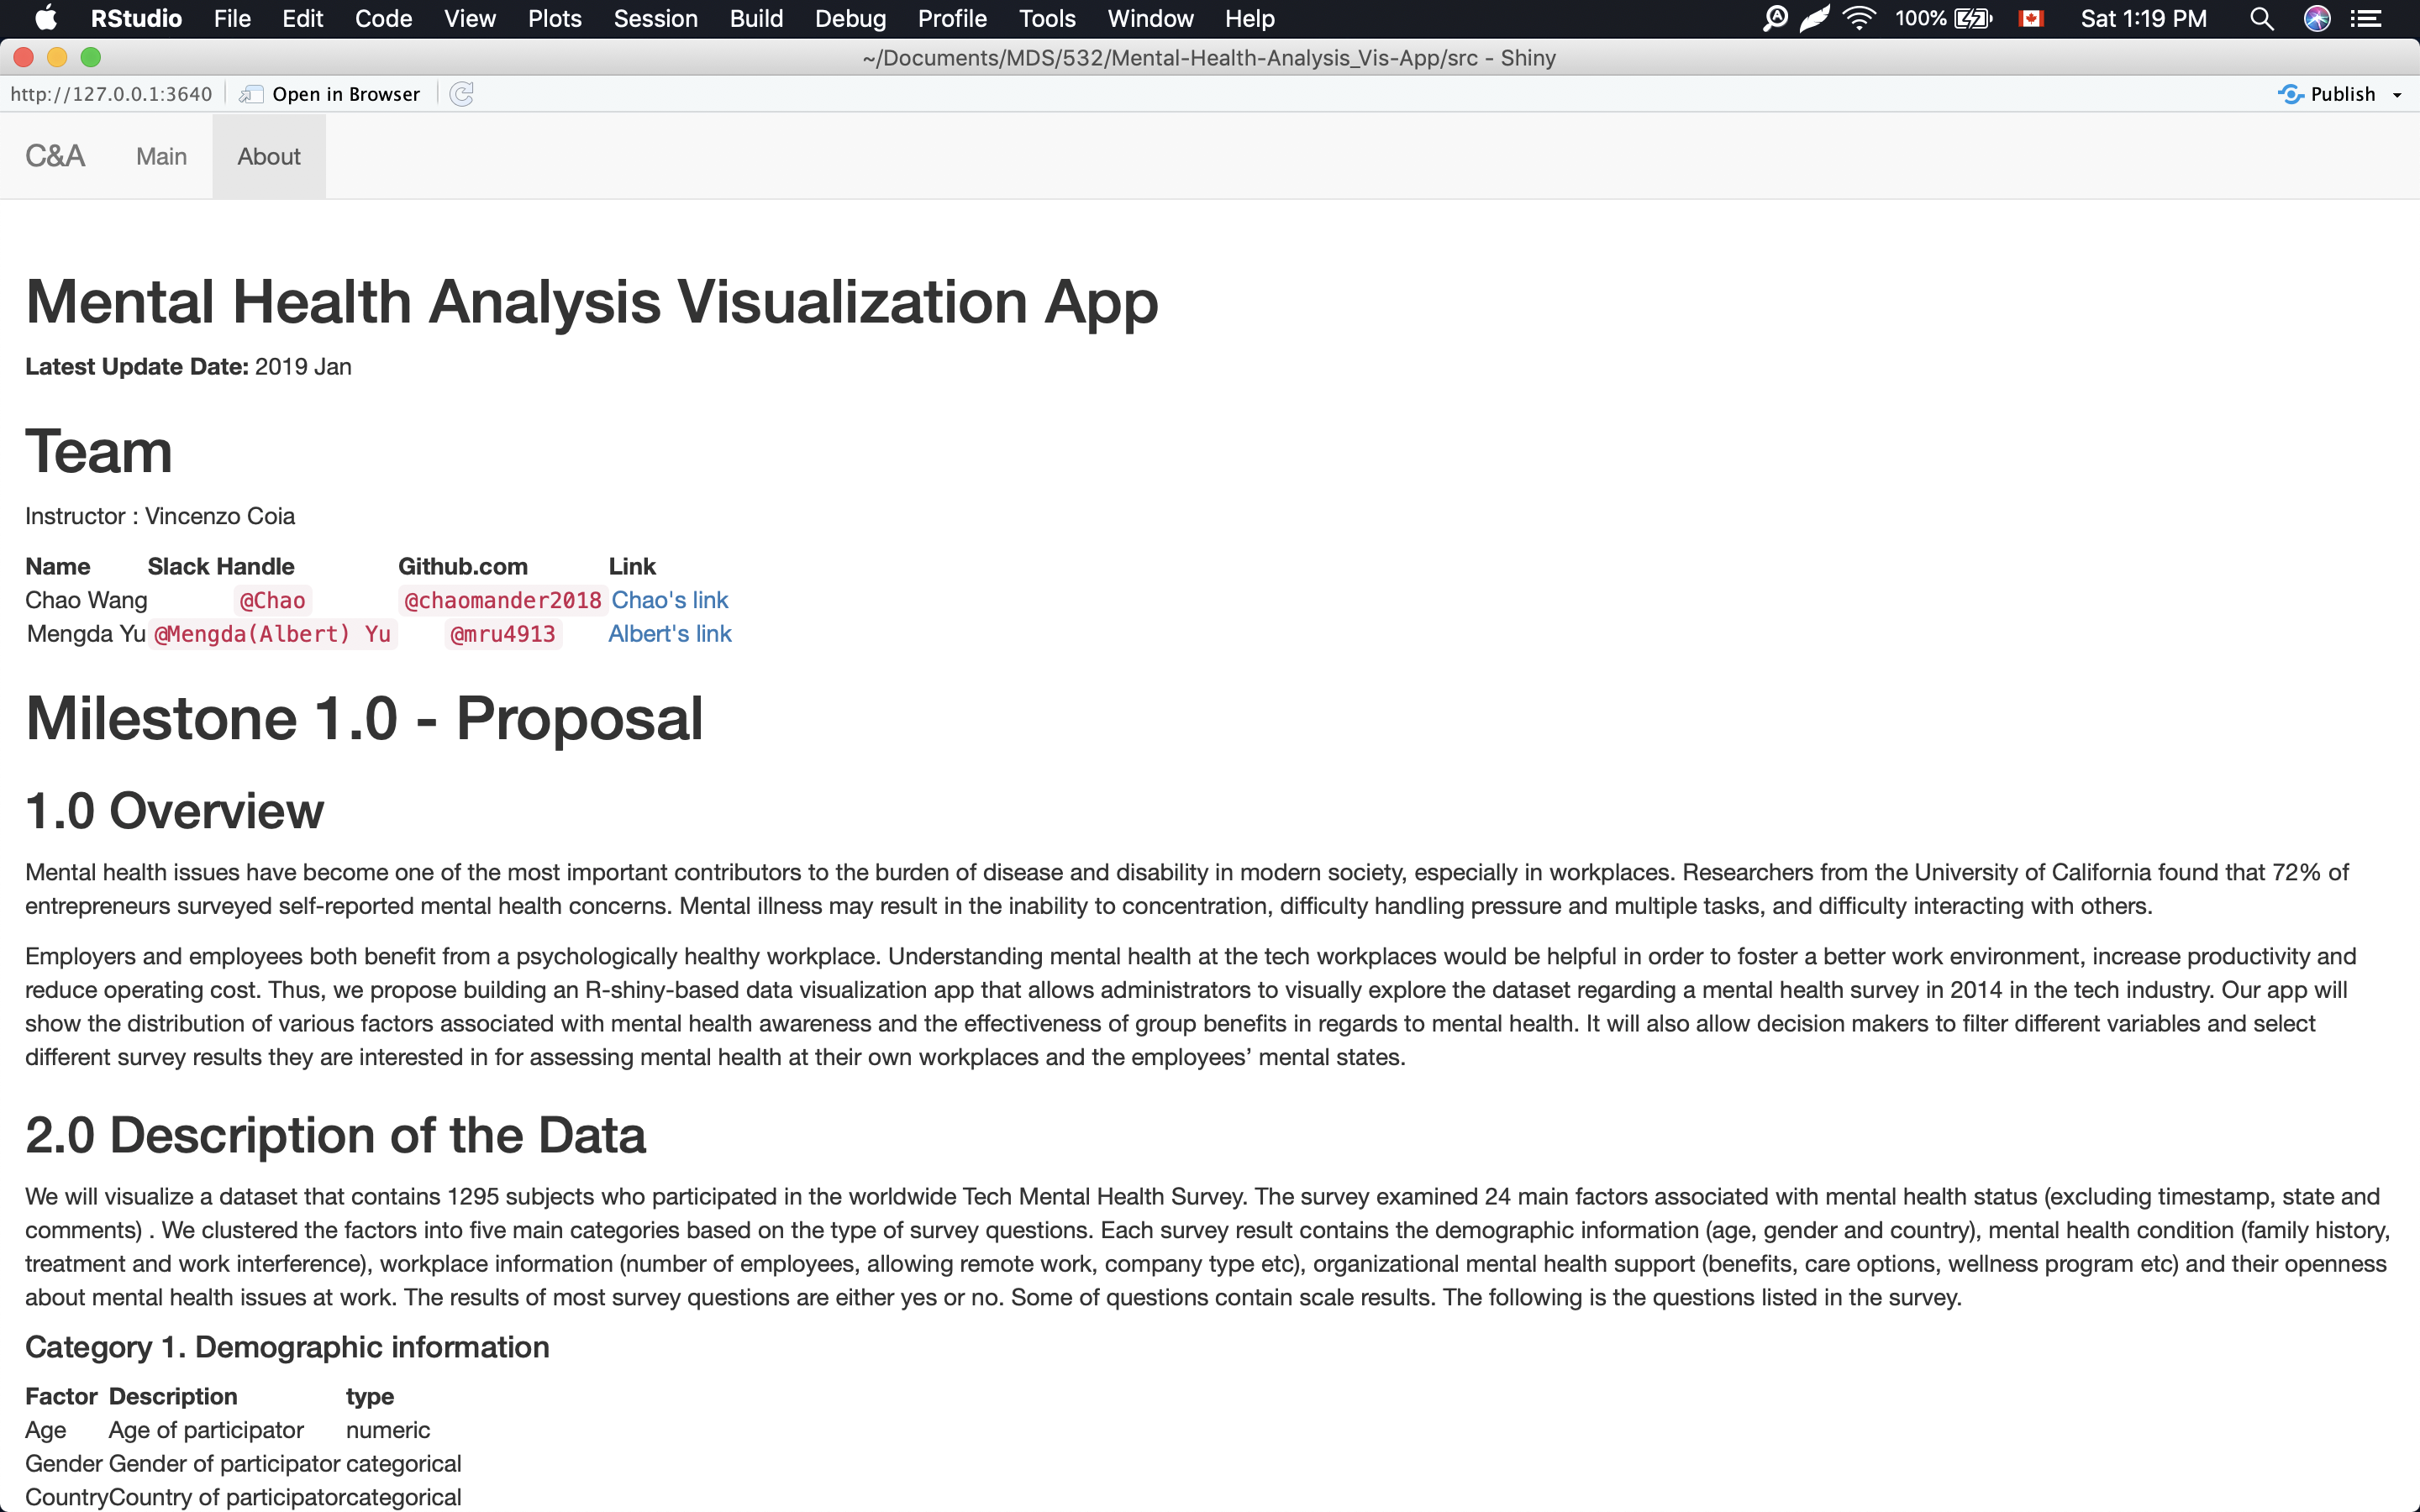 RStudio File Edit Code View Plots Session Build Debug Profile Tools Window Help 100% Sat 1:19 PM
~/Documents/MDS/532/Mental-Health-Analysis_Vis-App/src - Shiny
http://127.0.0.1:3640 Open in Browser Publish
C&A Main About
Mental Health Analysis Visualization App
Latest Update Date: 2019 Jan
Team
Instructor : Vincenzo Coia
Name Slack Handle Github.com Link
Chao Wang @Chao @chaomander2018 Chao's link
Mengda Yu @Mengda(Albert) Yu @mru4913 Albert's link
Milestone 1.0 - Proposal
1.0 Overview
Mental health issues have become one of the most important contributors to the burden of disease and disability in modern society, especially in workplaces. Researchers from the University of California found that 72% of
entrepreneurs surveyed self-reported mental health concerns. Mental illness may result in the inability to concentration, difficulty handling pressure and multiple tasks, and difficulty interacting with others.
Employers and employees both benefit from a psychologically healthy workplace. Understanding mental health at the tech workplaces would be helpful in order to foster a better work environment, increase productivity and
reduce operating cost. Thus, we propose building an R-shiny-based data visualization app that allows administrators to visually explore the dataset regarding a mental health survey in 2014 in the tech industry. Our app will
show the distribution of various factors associated with mental health awareness and the effectiveness of group benefits in regards to mental health. It will also allow decision makers to filter different variables and select
different survey results they are interested in for assessing mental health at their own workplaces and the employees’ mental states.
2.0 Description of the Data
We will visualize a dataset that contains 1295 subjects who participated in the worldwide Tech Mental Health Survey. The survey examined 24 main factors associated with mental health status (excluding timestamp, state and
comments) . We clustered the factors into five main categories based on the type of survey questions. Each survey result contains the demographic information (age, gender and country), mental health condition (family history,
treatment and work interference), workplace information (number of employees, allowing remote work, company type etc), organizational mental health support (benefits, care options, wellness program etc) and their openness
about mental health issues at work. The results of most survey questions are either yes or no. Some of questions contain scale results. The following is the questions listed in the survey.
Category 1. Demographic information
Factor Description type
Age Age of participator numeric
Gender Gender of participator categorical
Country Country of participator categorical